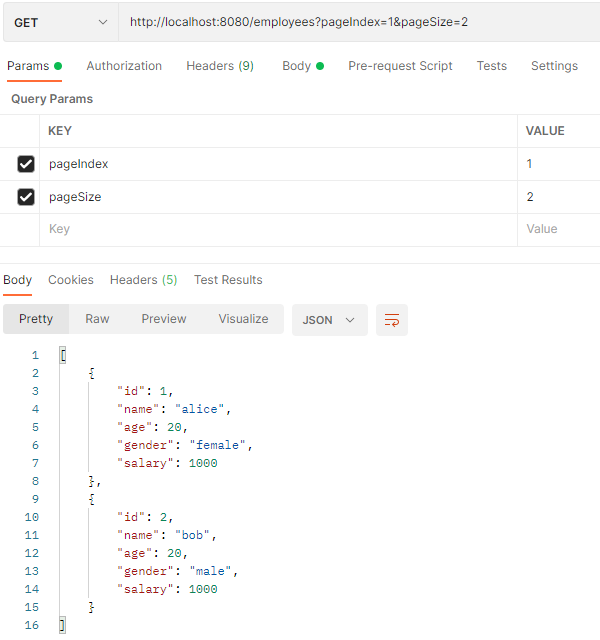 GET http://localhost:8080/employees?pageIndex=1&pageSize=2
Params Authorization Headers (9) Body Pre-request Script Tests Settings
Query Params
KEY VALUE
pageIndex 1
pageSize 2
Key Value
Body Cookies Headers (5) Test Results
Pretty Raw Preview Visualize JSON
1 [
2 {
3 "id": 1,
4 "name": "alice",
5 "age": 20,
6 "gender": "female",
7 "salary": 1000
8 },
9 {
10 "id": 2,
11 "name": "bob",
12 "age": 20,
13 "gender": "male",
14 "salary": 1000
15 }
16 ]